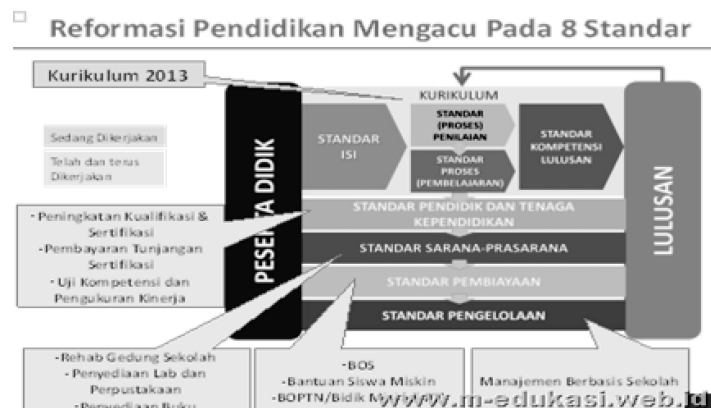 Reformasi Pendidikan Mengacu Pada 8 Standar
Kurikulum 2013
KURIKULUM
Sedang Dikerjakan
Telah dan terus
Dikerjakan
PESERTA DIDIK
STANDAR
ISI
STANDAR
(PROSES)
PENILAIAN
STANDAR
PROSES
(PEMBELAJARAN)
STANDAR
KOMPETENSI
LULUSAN
LULUSAN
STANDAR PENDIDIK DAN TENAGA
KEPENDIDIKAN
STANDAR SARANA-PRASARANA
STANDAR PEMBIAYAAN
STANDAR PENGELOLAAN
- Peningkatan Kualifikasi &
Sertifikasi
-Pembayaran Tunjangan
Sertifikasi
- Uji Kompetensi dan
Pengukuran Kinerja
-Rehab Gedung Sekolah
- Penyediaan Lab dan
Perpustakaan
-Penyediaan Buku
-BOS
-Bantuan Siswa Miskin
-BOPTN/Bidik
Manajemen Berbasis Sekolah
www.m-edukasi.web.id